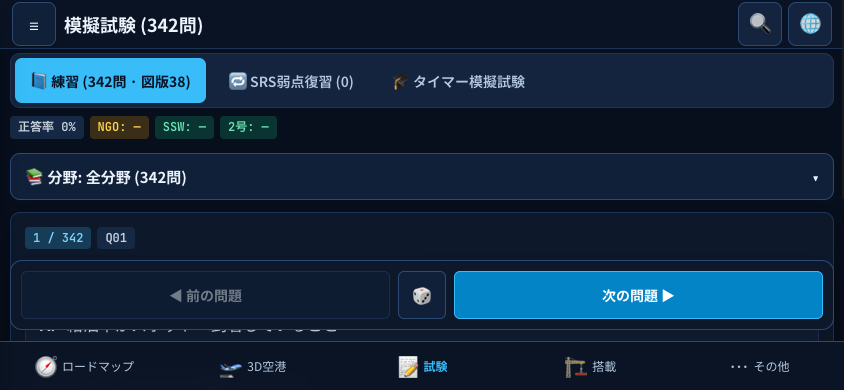 ≡ 模擬試験 (342問)
練習 (342問・図版38) SRS弱点復習 (0) タイマー模擬試験
正答率 0% NGO: — SSW: — 2号: —
分野: 全分野 (342問) ▾
1 / 342 Q01
◀ 前の問題 次の問題 ▶
ロードマップ 3D空港 試験 搭載 ··· その他